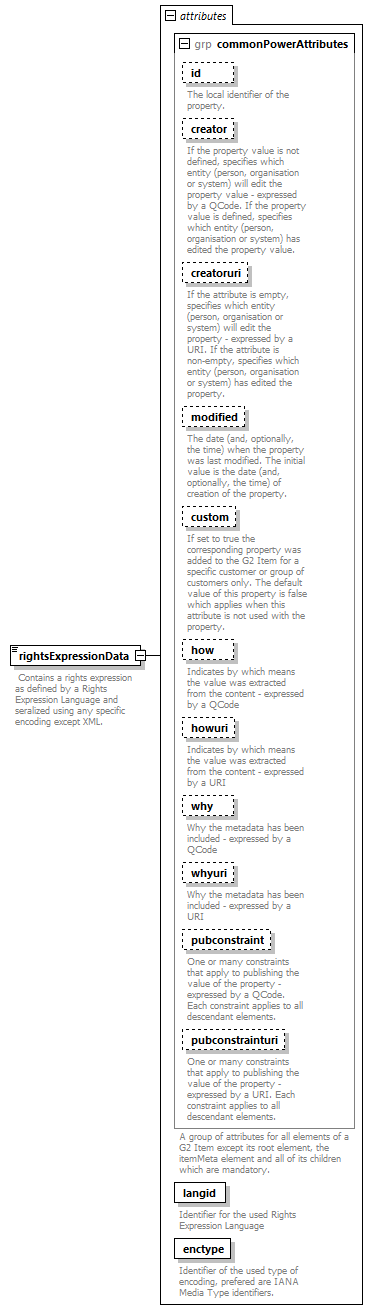 attributes
grp commonPowerAttributes
id
The local identifier of the
property.
creator
If the property value is not
defined, specifies which
entity (person, organisation
or system) will edit the
property value - expressed
by a QCode. If the property
value is defined, specifies
which entity (person,
organisation or system) has
edited the property value.
creatoruri
If the attribute is empty,
specifies which entity
(person, organisation or
system) will edit the
property - expressed by a
URI. If the attribute is
non-empty, specifies which
entity (person, organisation
or system) has edited the
property.
modified
The date (and, optionally,
the time) when the property
was last modified. The initial
value is the date (and,
optionally, the time) of
creation of the property.
custom
If set to true the
corresponding property was
added to the G2 Item for a
specific customer or group of
customers only. The default
value of this property is false
which applies when this
attribute is not used with the
property.
how
Indicates by which means
the value was extracted
from the content - expressed
by a QCode
howuri
Indicates by which means
the value was extracted
from the content - expressed
by a URI
why
Why the metadata has been
included - expressed by a
QCode
whyuri
Why the metadata has been
included - expressed by a
URI
pubconstraint
One or many constraints
that apply to publishing the
value of the property -
expressed by a QCode.
Each constraint applies to all
descendant elements.
pubconstrainturi
One or many constraints
that apply to publishing the
value of the property -
expressed by a URI. Each
constraint applies to all
descendant elements.
A group of attributes for all elements of a
G2 Item except its root element, the
itemMeta element and all of its children
which are mandatory.
langid
Identifier for the used Rights
Expression Language
enctype
Identifier of the used type of
encoding, prefered are IANA
Media Type identifiers.
rightsExpressionData
Contains a rights expression
as defined by a Rights
Expression Language and
seralized using any specific
encoding except XML.